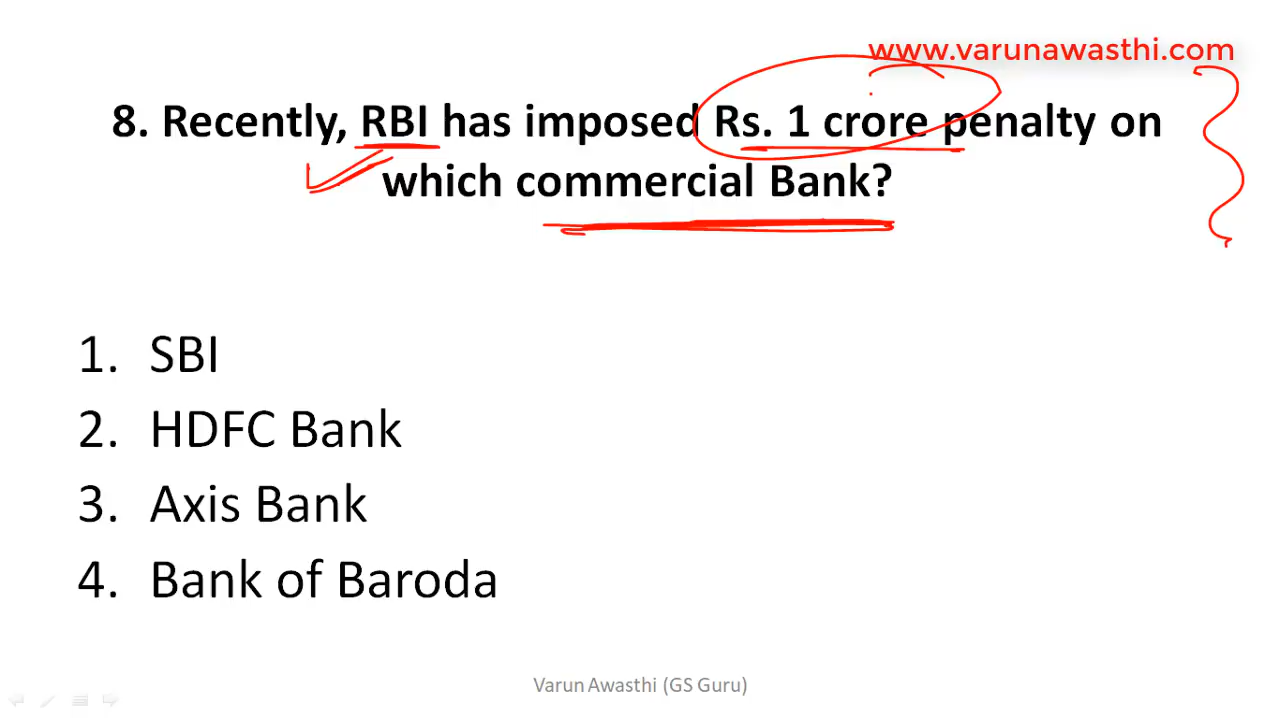 www.varunawasthi.com
8. Recently, RBI has imposed Rs. 1 crore penalty on
which commercial Bank?
1. SBI
2. HDFC Bank
3. Axis Bank
4. Bank of Baroda
Varun Awasthi (GS Guru)